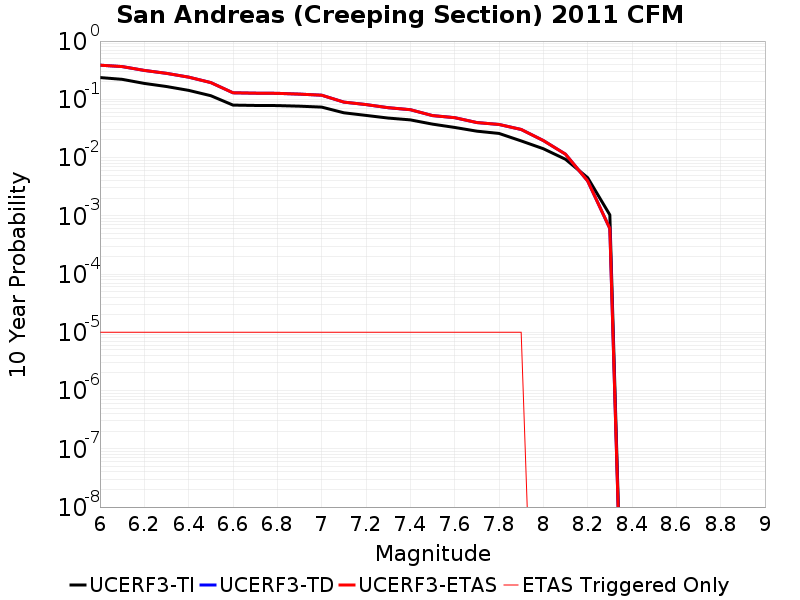 San Andreas (Creeping Section) 2011 CFM
10^0
10^-1
10^-2
10^-3
10^-4
10^-5
10^-6
10^-7
10^-8
10 Year Probability
6 6.2 6.4 6.6 6.8 7 7.2 7.4 7.6 7.8 8 8.2 8.4 8.6 8.8 9
Magnitude
UCERF3-TI UCERF3-TD UCERF3-ETAS ETAS Triggered Only